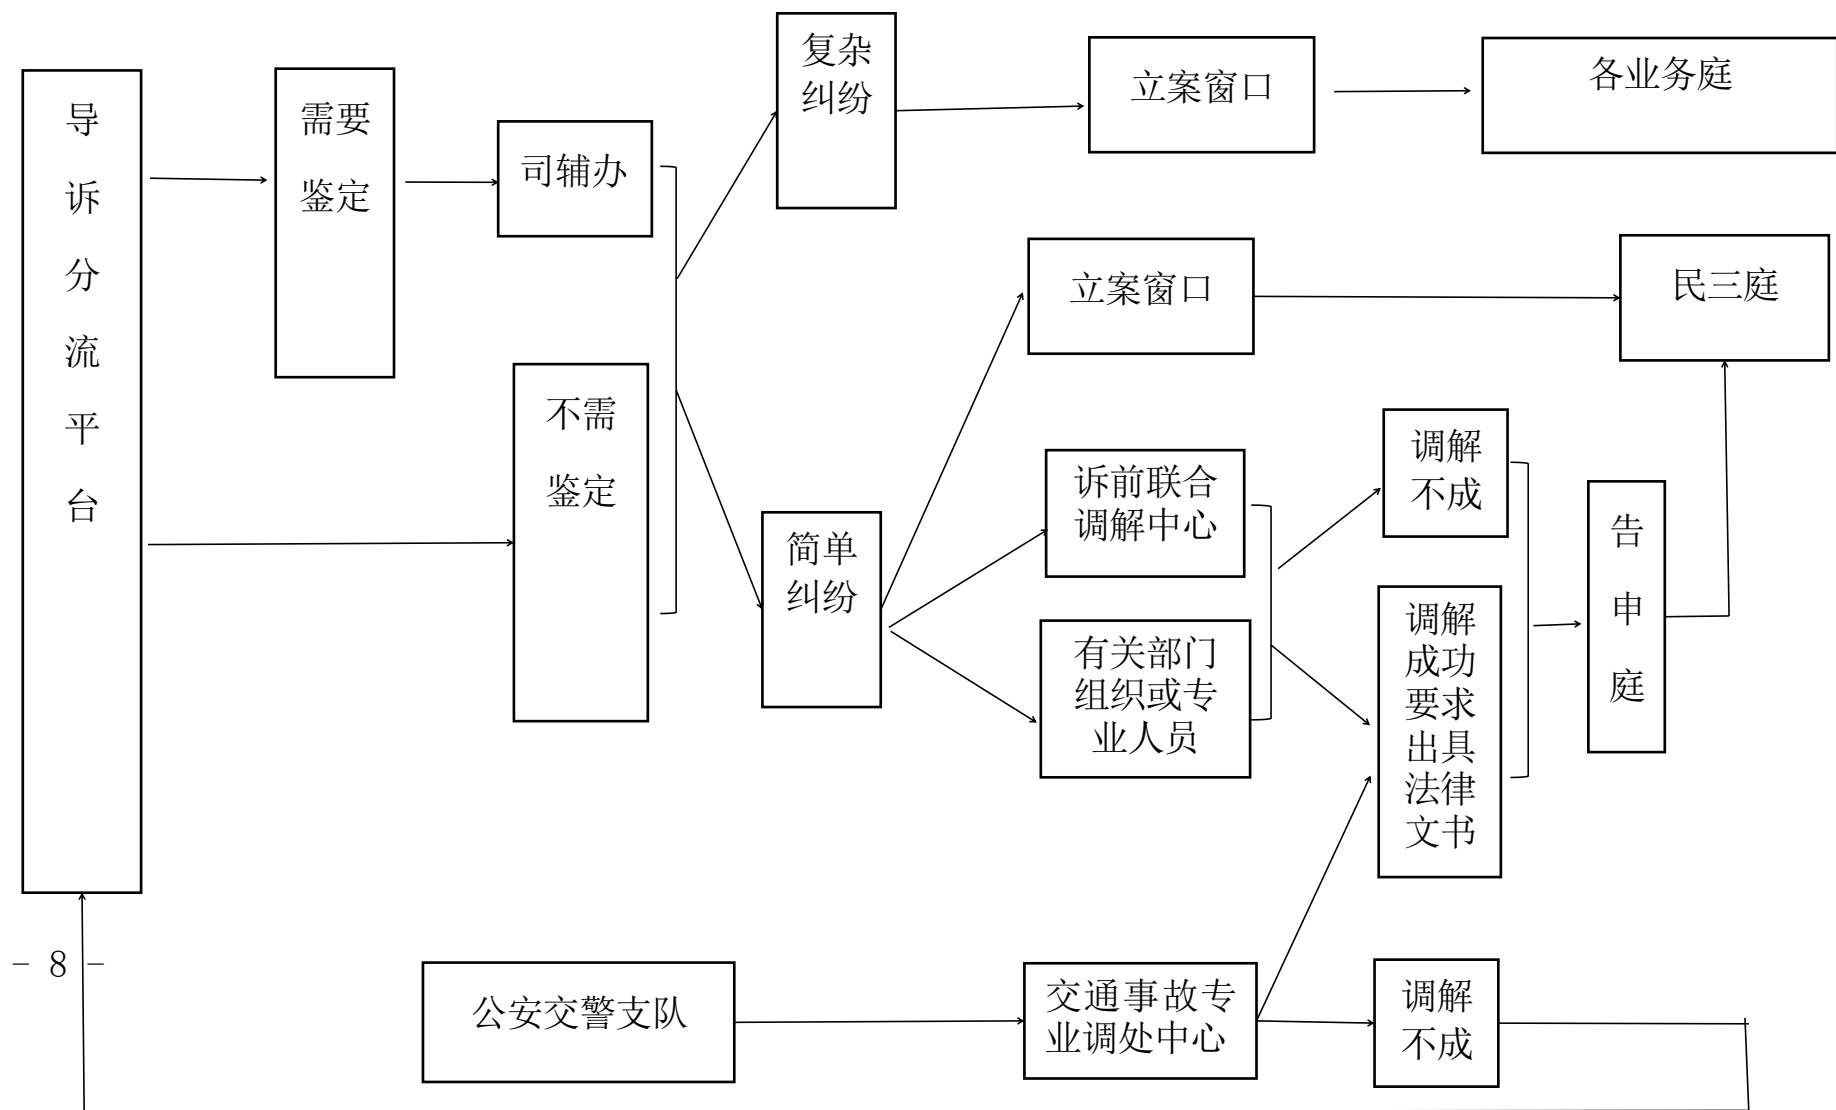 导
诉
分
流
平
台
需要
鉴定
司辅办
不需
鉴定
复杂
纠纷
立案窗口
各业务庭
简单
纠纷
立案窗口
民三庭
诉前联合
调解中心
有关部门
组织或专
业人员
调解
不成
调解
成功
要求
出具
法律
文书
告
申
庭
- 8 -
公安交警支队
交通事故专
业调处中心
调解
不成